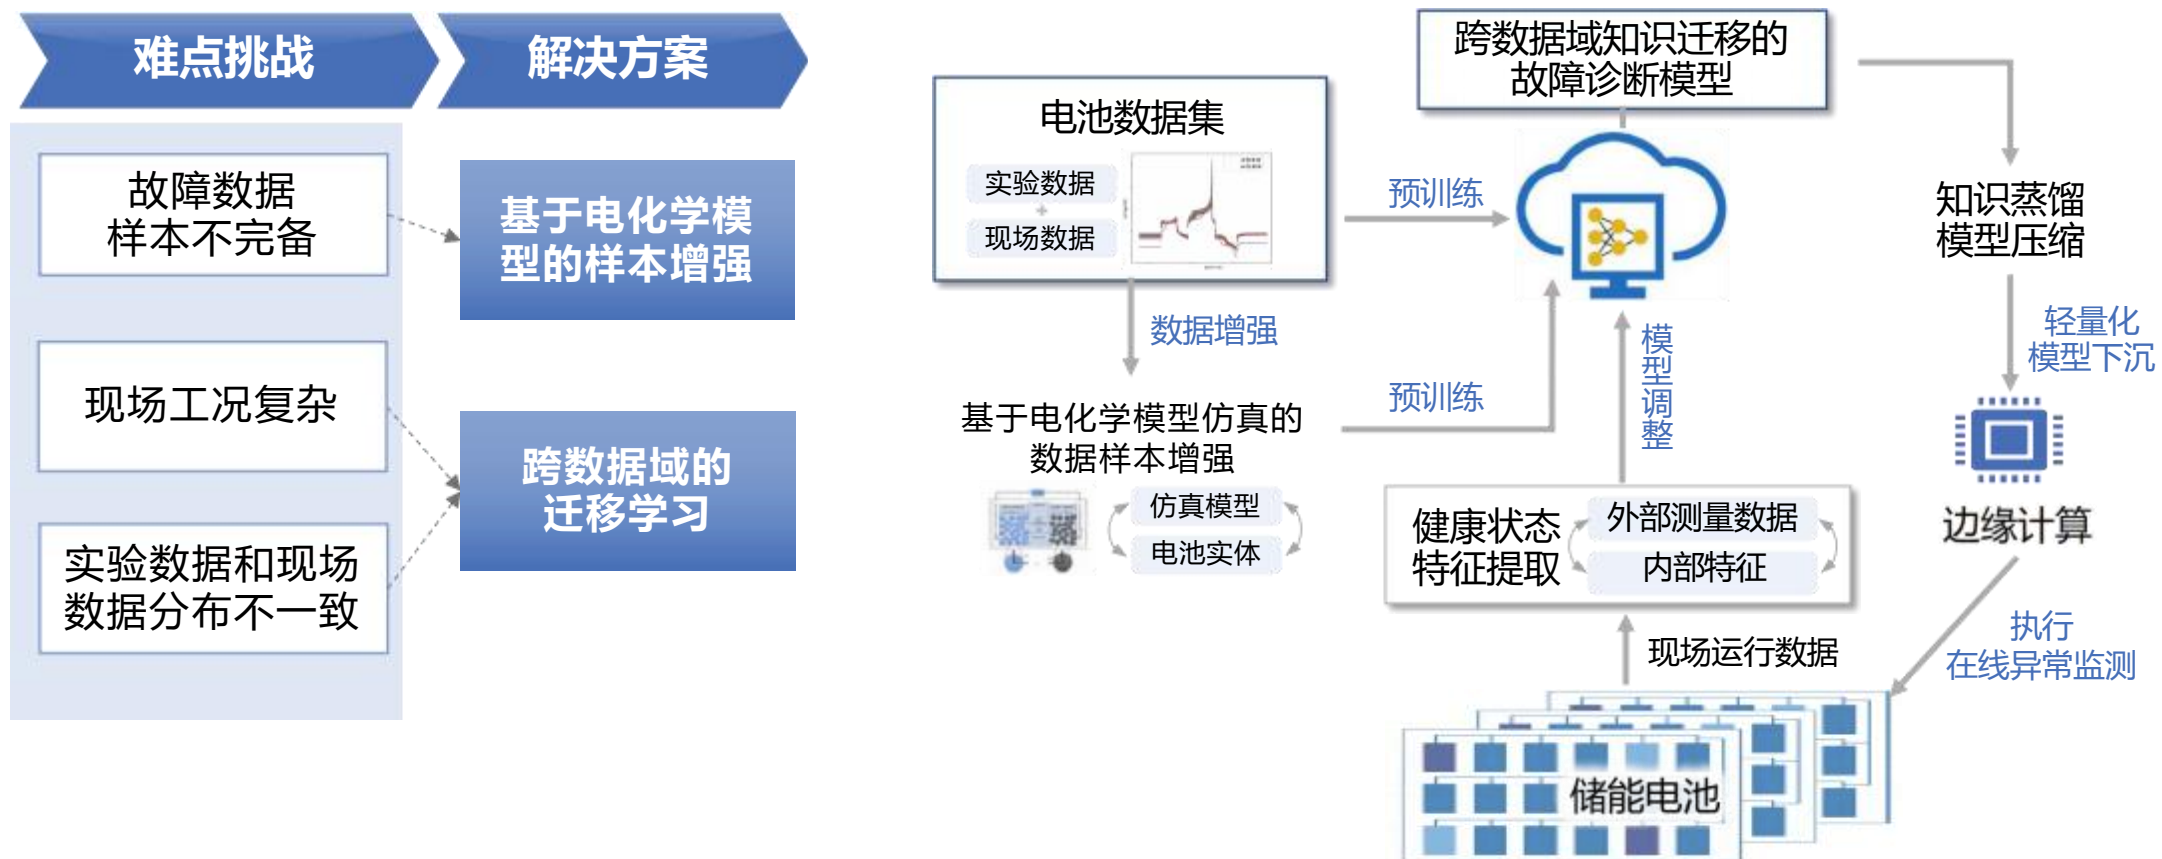 难点挑战
解决方案
故障数据
样本不完备
现场工况复杂
实验数据和现场
数据分布不一致
基于电化学模
型的样本增强
跨数据域的
迁移学习
电池数据集
实验数据
+
现场数据
数据增强
基于电化学模型仿真的
数据样本增强
仿真模型
电池实体
预训练
预训练
跨数据域知识迁移的
故障诊断模型
模型调整
健康状态
特征提取
外部测量数据
内部特征
现场运行数据
储能电池
知识蒸馏
模型压缩
轻量化
模型下沉
边缘计算
执行
在线异常监测